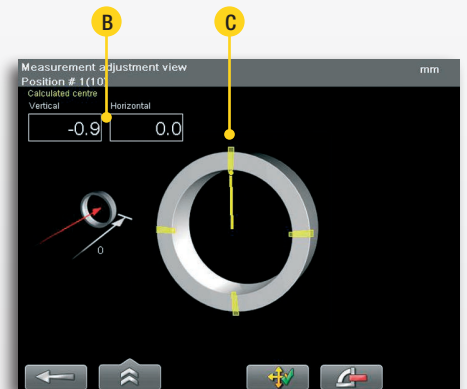 B C
Measurement adjustment view mm
Position # 1(10)
Calculated centre
Vertical Horizontal
-0.9 0.0
0